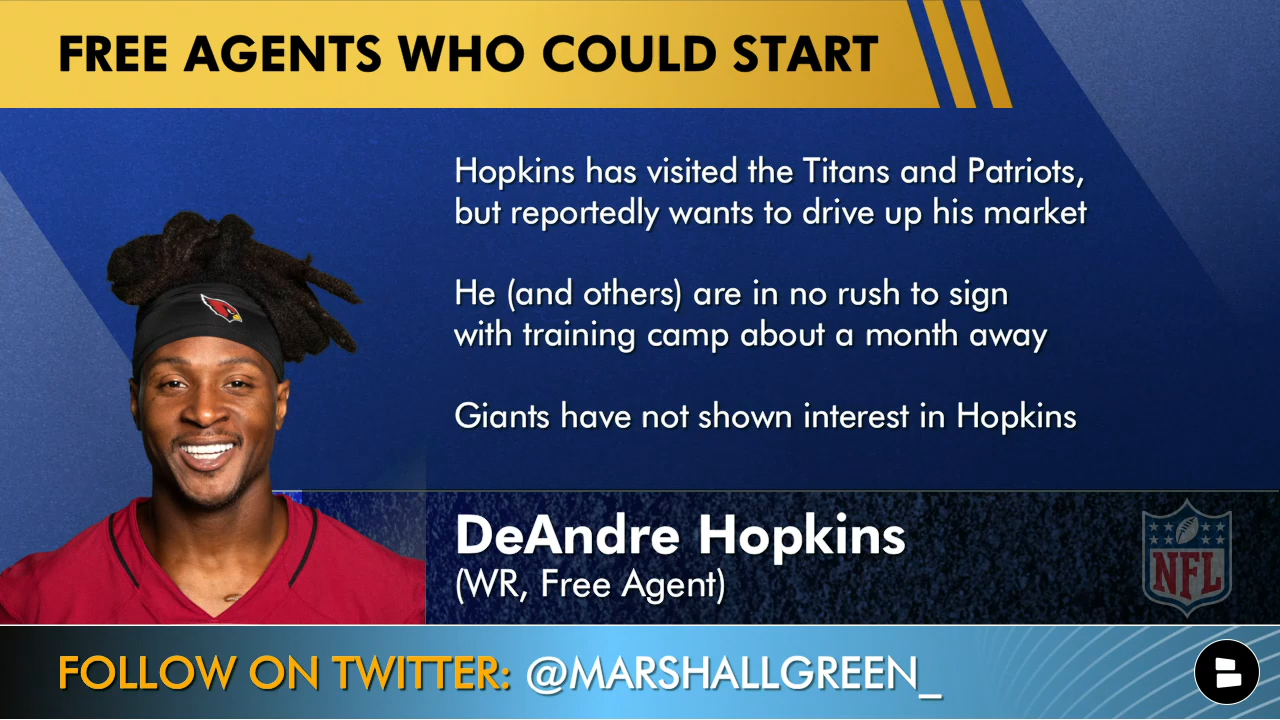 FREE AGENTS WHO COULD START
Hopkins has visited the Titans and Patriots,
but reportedly wants to drive up his market
He (and others) are in no rush to sign
with training camp about a month away
Giants have not shown interest in Hopkins
DeAndre Hopkins
(WR, Free Agent)
NFL
FOLLOW ON TWITTER: @MARSHALLGREEN_